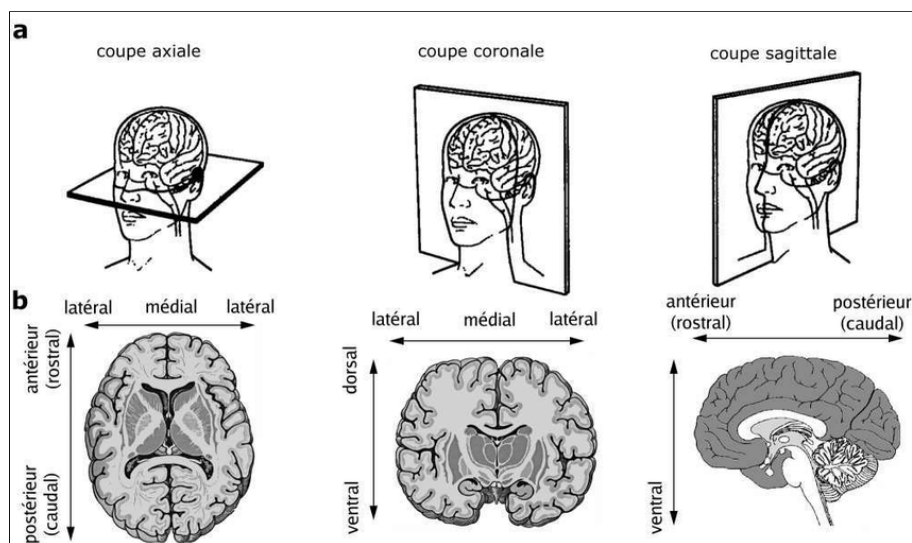 a
coupe axiale
coupe coronale
coupe sagittale
b
latéral médial latéral
antérieur
(rostral)
postérieur
(caudal)
latéral médial latéral
dorsal
ventral
antérieur
(rostral)
postérieur
(caudal)
ventral